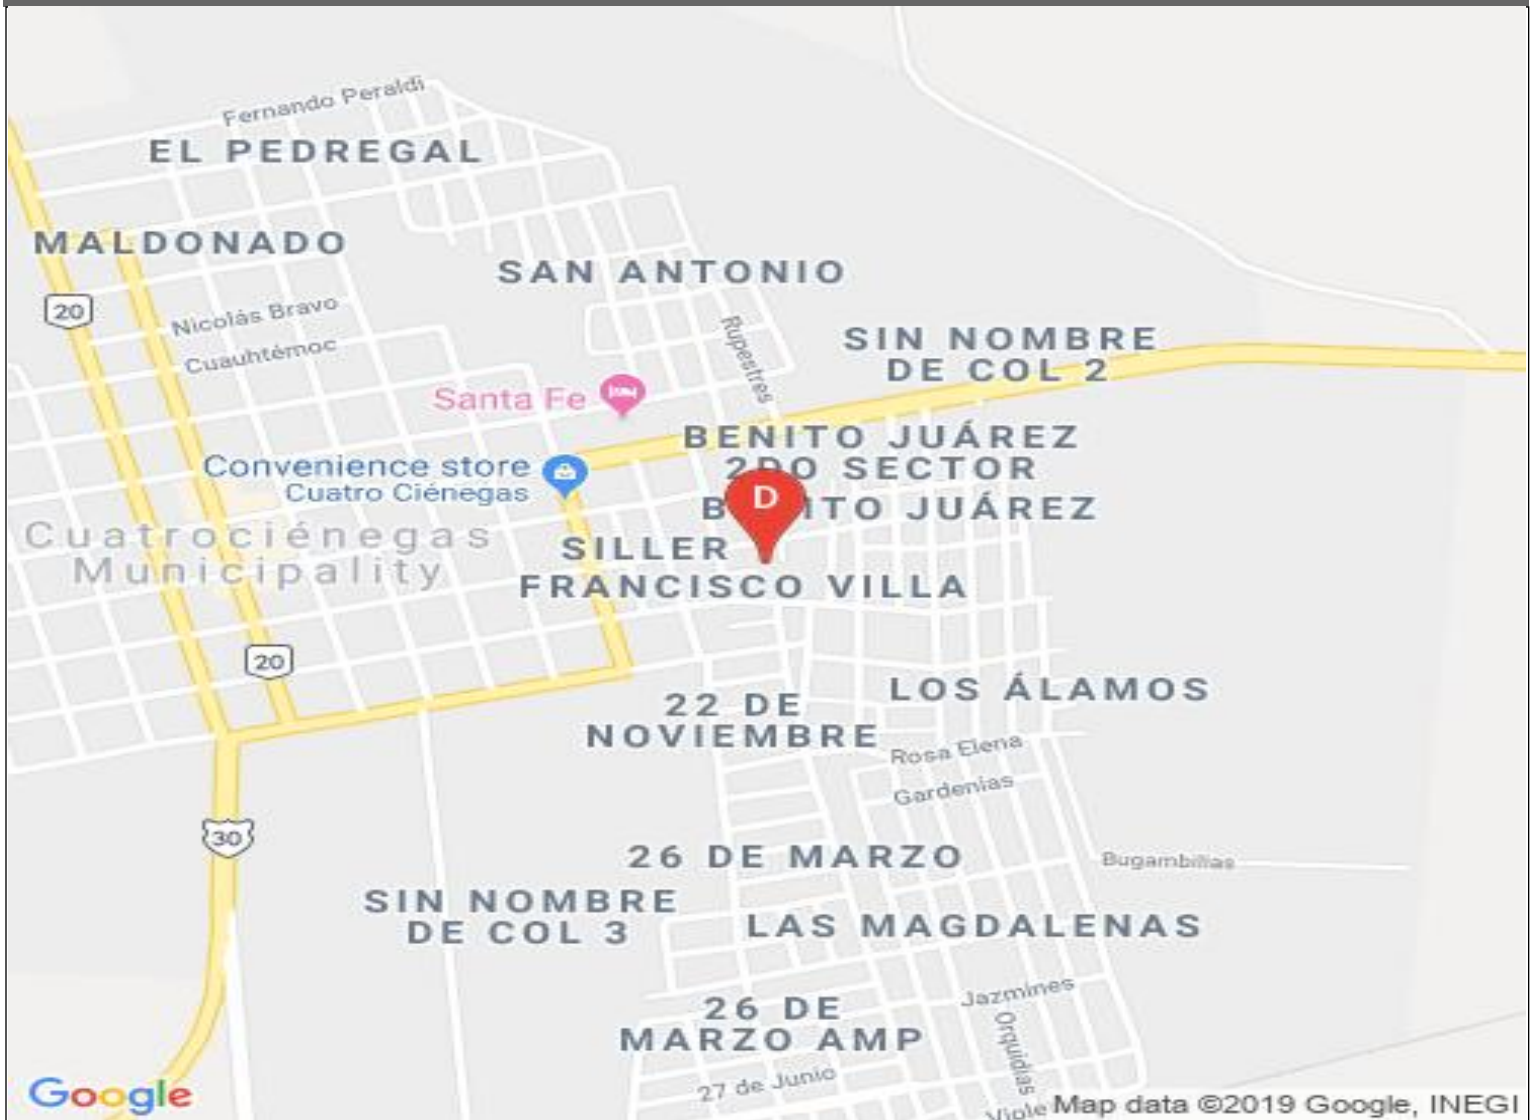 Fernando Peraldi
EL PEDREGAL
MALDONADO
SAN ANTONIO
20
Nicolás Bravo
Rupestres
Cuauhtémoc
SIN NOMBRE
DE COL 2
Santa Fe
BENITO JUÁREZ
2DO SECTOR
Convenience store
Cuatro Ciénegas
D
B ITO JUÁREZ
Cuatrociénegas
Municipality
SILLER
FRANCISCO VILLA
20
LOS ÁLAMOS
22 DE
NOVIEMBRE
Rosa Elena
Gardenias
30
26 DE MARZO
Bugambilias
SIN NOMBRE
DE COL 3
LAS MAGDALENAS
Jazmines
26 DE
MARZO AMP
Orquidias
27 de Junio
Viole
Google
Map data ©2019 Google, INEGI